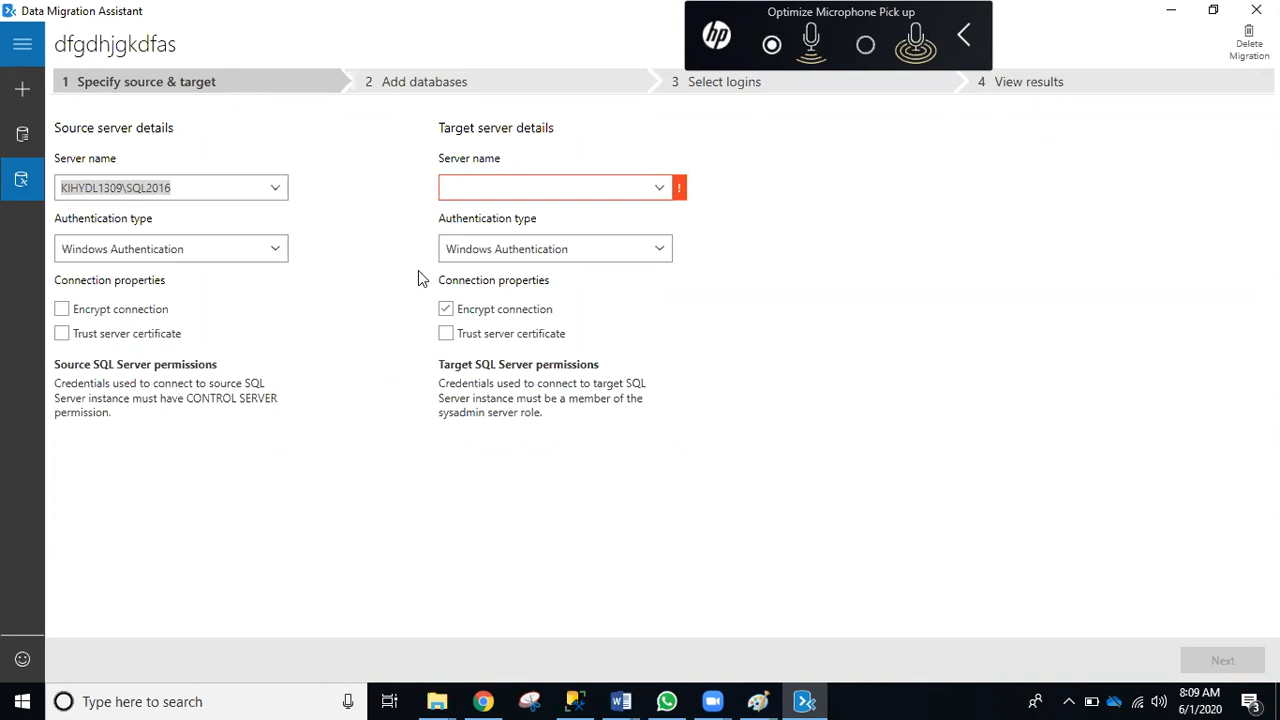 Data Migration Assistant
Optimize Microphone Pick up
hp
dfgdhjgkdfas
Delete
Migration
1 Specify source & target
2 Add databases
3 Select logins
4 View results
Source server details
Target server details
Server name
Server name
KIHYDL1309\SQL2016
!
Authentication type
Authentication type
Windows Authentication
Windows Authentication
Connection properties
Connection properties
Encrypt connection
Encrypt connection
Trust server certificate
Trust server certificate
Source SQL Server permissions
Credentials used to connect to source SQL
Server instance must have CONTROL SERVER
permission.
Target SQL Server permissions
Credentials used to connect to target SQL
Server instance must be a member of the
sysadmin server role.
Next
Type here to search
8:09 AM
6/1/2020
3